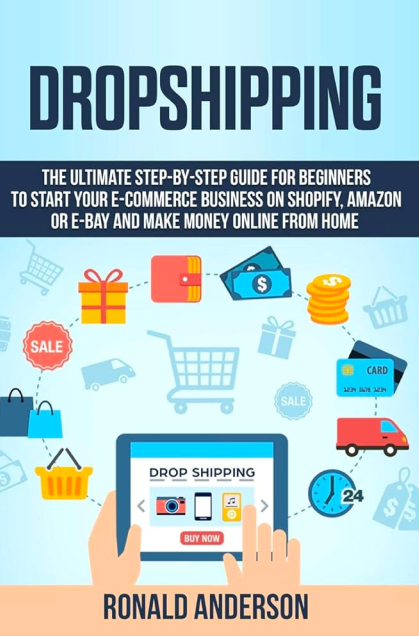 DROPSHIPPING
THE ULTIMATE STEP-BY-STEP GUIDE FOR BEGINNERS
TO START YOUR E-COMMERCE BUSINESS ON SHOPIFY, AMAZON
OR E-BAY AND MAKE MONEY ONLINE FROM HOME
SALE
CARD
SALE
DROP SHIPPING
24
BUY NOW
RONALD ANDERSON